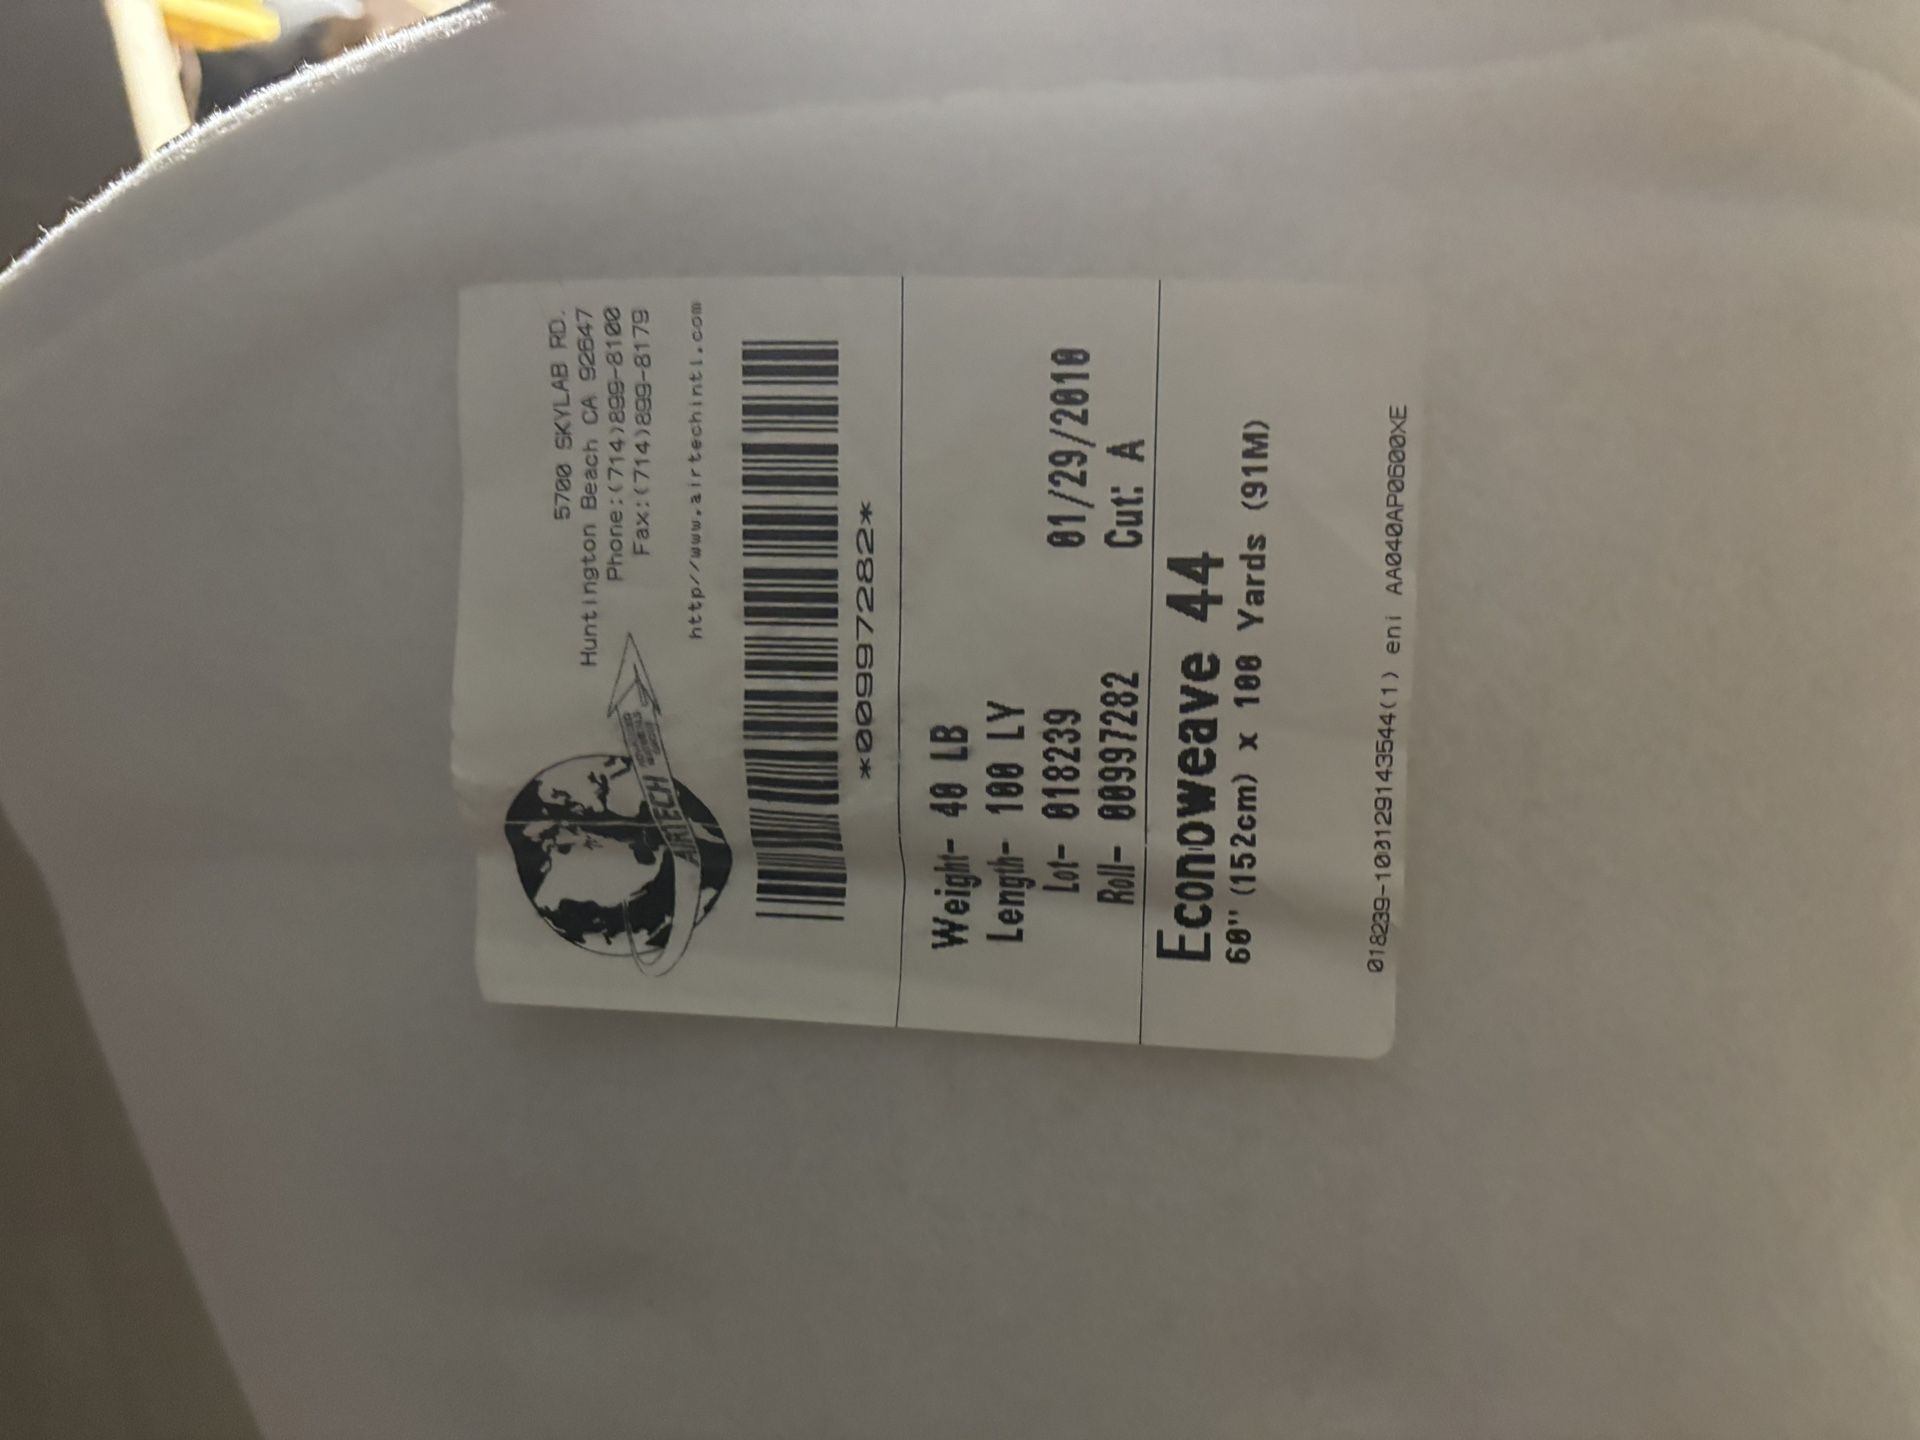 AIRTECH
5700 SKYLAB RD.
Huntington Beach CA 92647
Phone:(714)899-8100
Fax:(714)899-8179
http//www.airtechintl.com
*00997282*
Weight- 40 LB
Length- 100 LY
Lot- 018239 01/29/2010
Roll- 00997282 Cut: A
Econoweave 44
60" (152cm) x 100 Yards (91M)
018239-100129143544(1) eni AA040AP0600XE